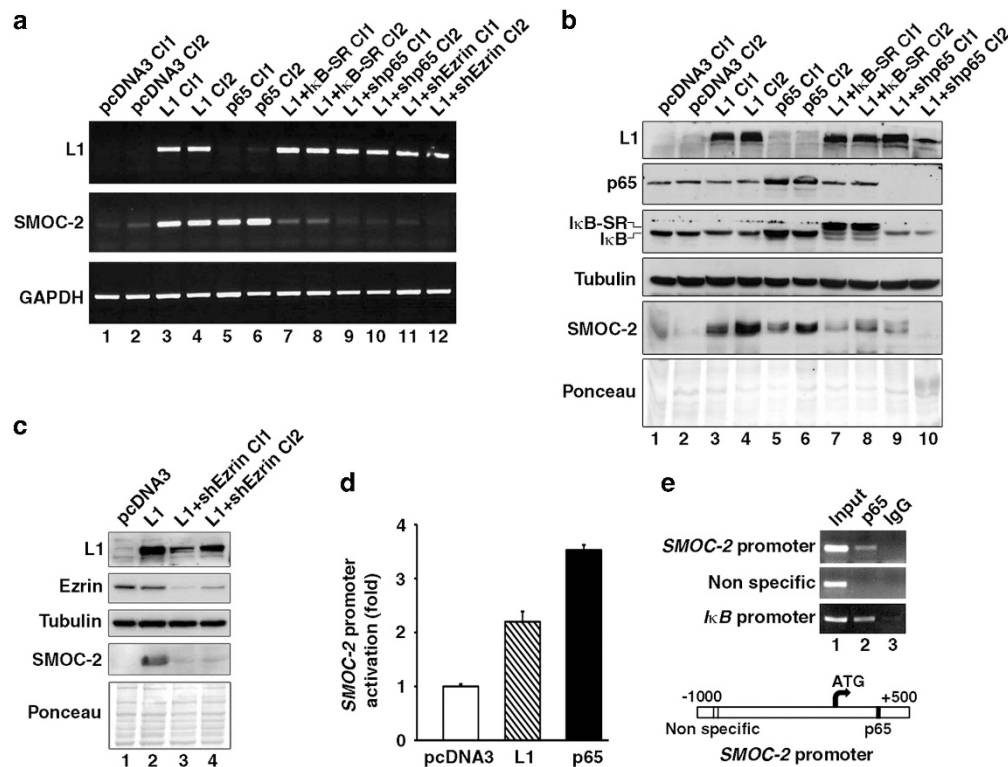 a
pcDNA3 Cl1
pcDNA3 Cl2
L1 Cl1
L1 Cl2
p65 Cl1
p65 Cl2
L1+IκB-SR Cl1
L1+IκB-SR Cl2
L1+shp65 Cl1
L1+shp65 Cl2
L1+shEzrin Cl1
L1+shEzrin Cl2
L1
SMOC-2
GAPDH
1 2 3 4 5 6 7 8 9 10 11 12
b
pcDNA3 Cl1
pcDNA3 Cl2
L1 Cl1
L1 Cl2
p65 Cl1
p65 Cl2
L1+IκB-SR Cl1
L1+IκB-SR Cl2
L1+shp65 Cl1
L1+shp65 Cl2
L1
p65
IκB-SR
IκB
Tubulin
SMOC-2
Ponceau
1 2 3 4 5 6 7 8 9 10
c
pcDNA3
L1
L1+shEzrin Cl1
L1+shEzrin Cl2
L1
Ezrin
Tubulin
SMOC-2
Ponceau
1 2 3 4
d
SMOC-2 promoter
activation (fold)
4
3
2
1
0
pcDNA3 L1 p65
e
Input
p65
IgG
SMOC-2 promoter
Non specific
IκB promoter
1 2 3
ATG
-1000 +500
Non specific p65
SMOC-2 promoter